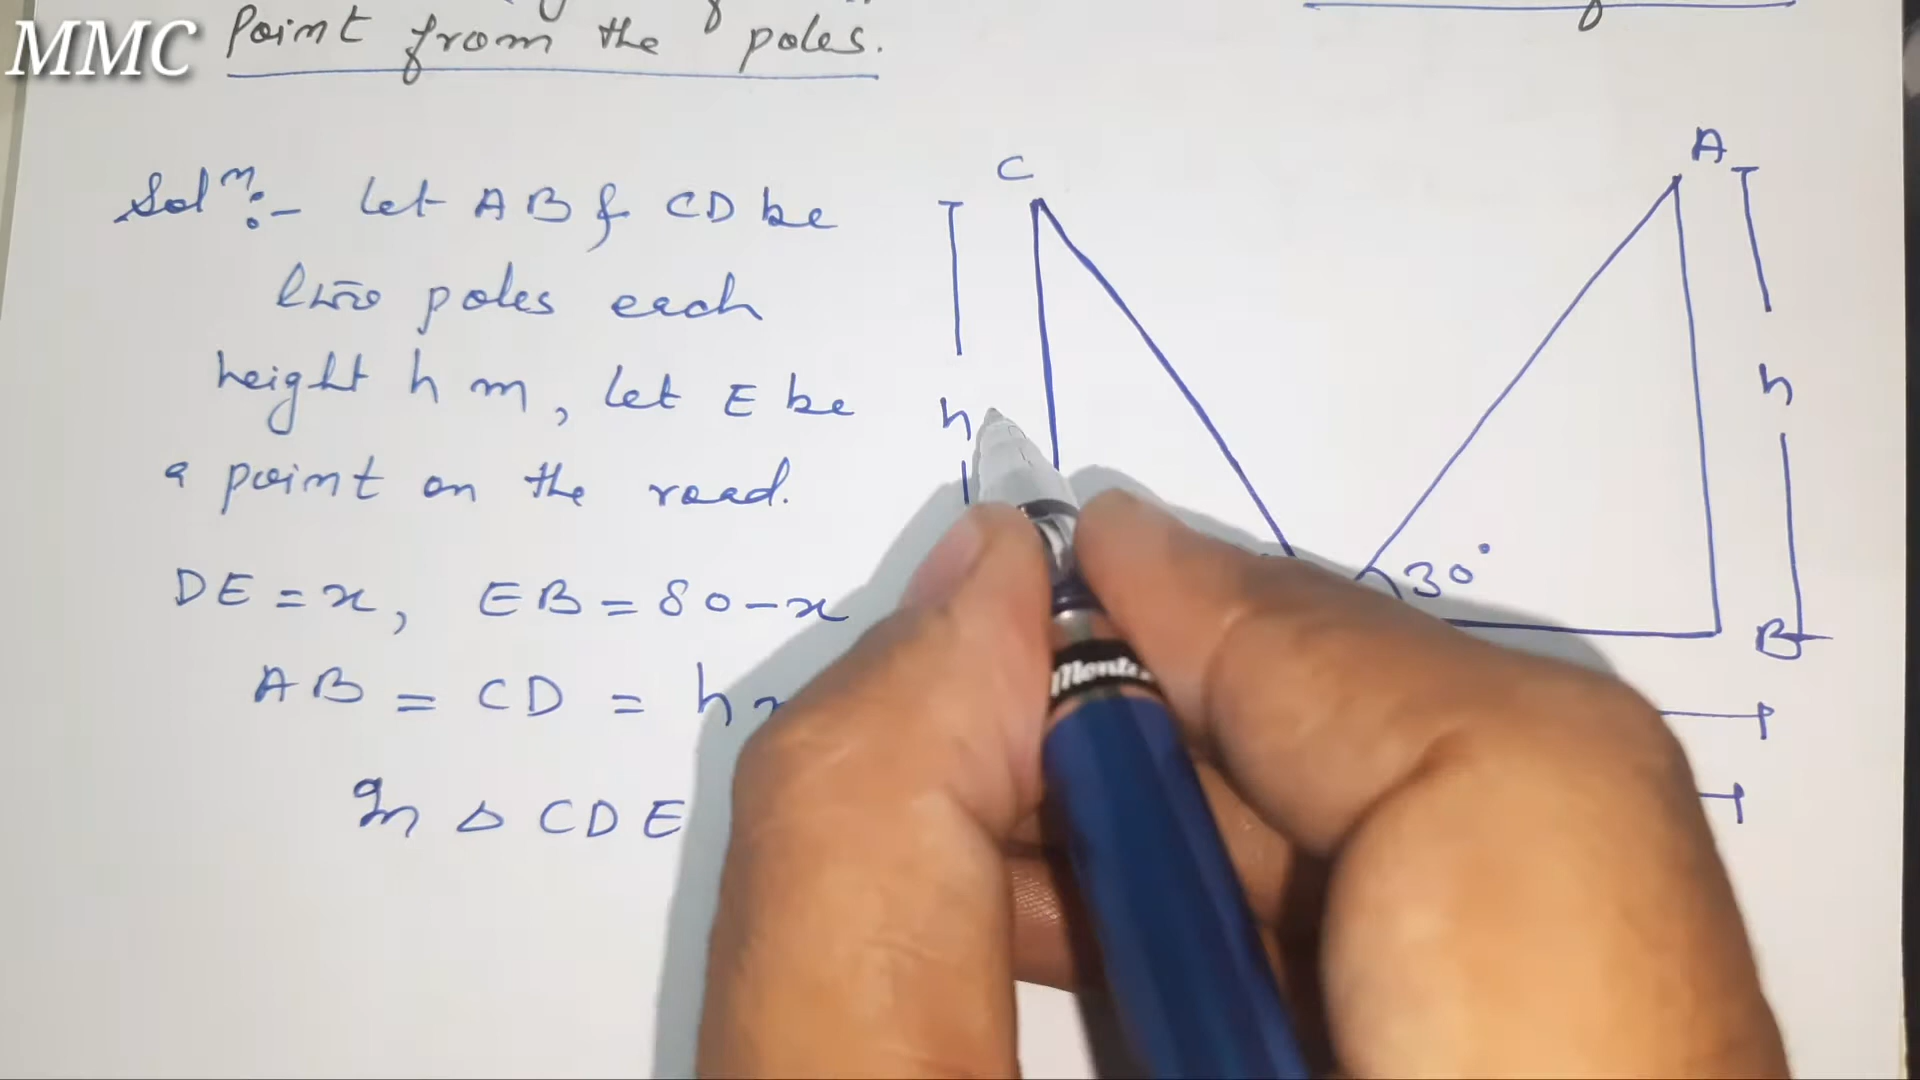 MMC
Point from the poles.
Soln:- Let AB & CD be
two poles each
height h m, Let E be
a point on the road.
DE = x, EB = 80 - x
AB = CD = h
In △ CDE
C
A
h
h
30°
B
Monte